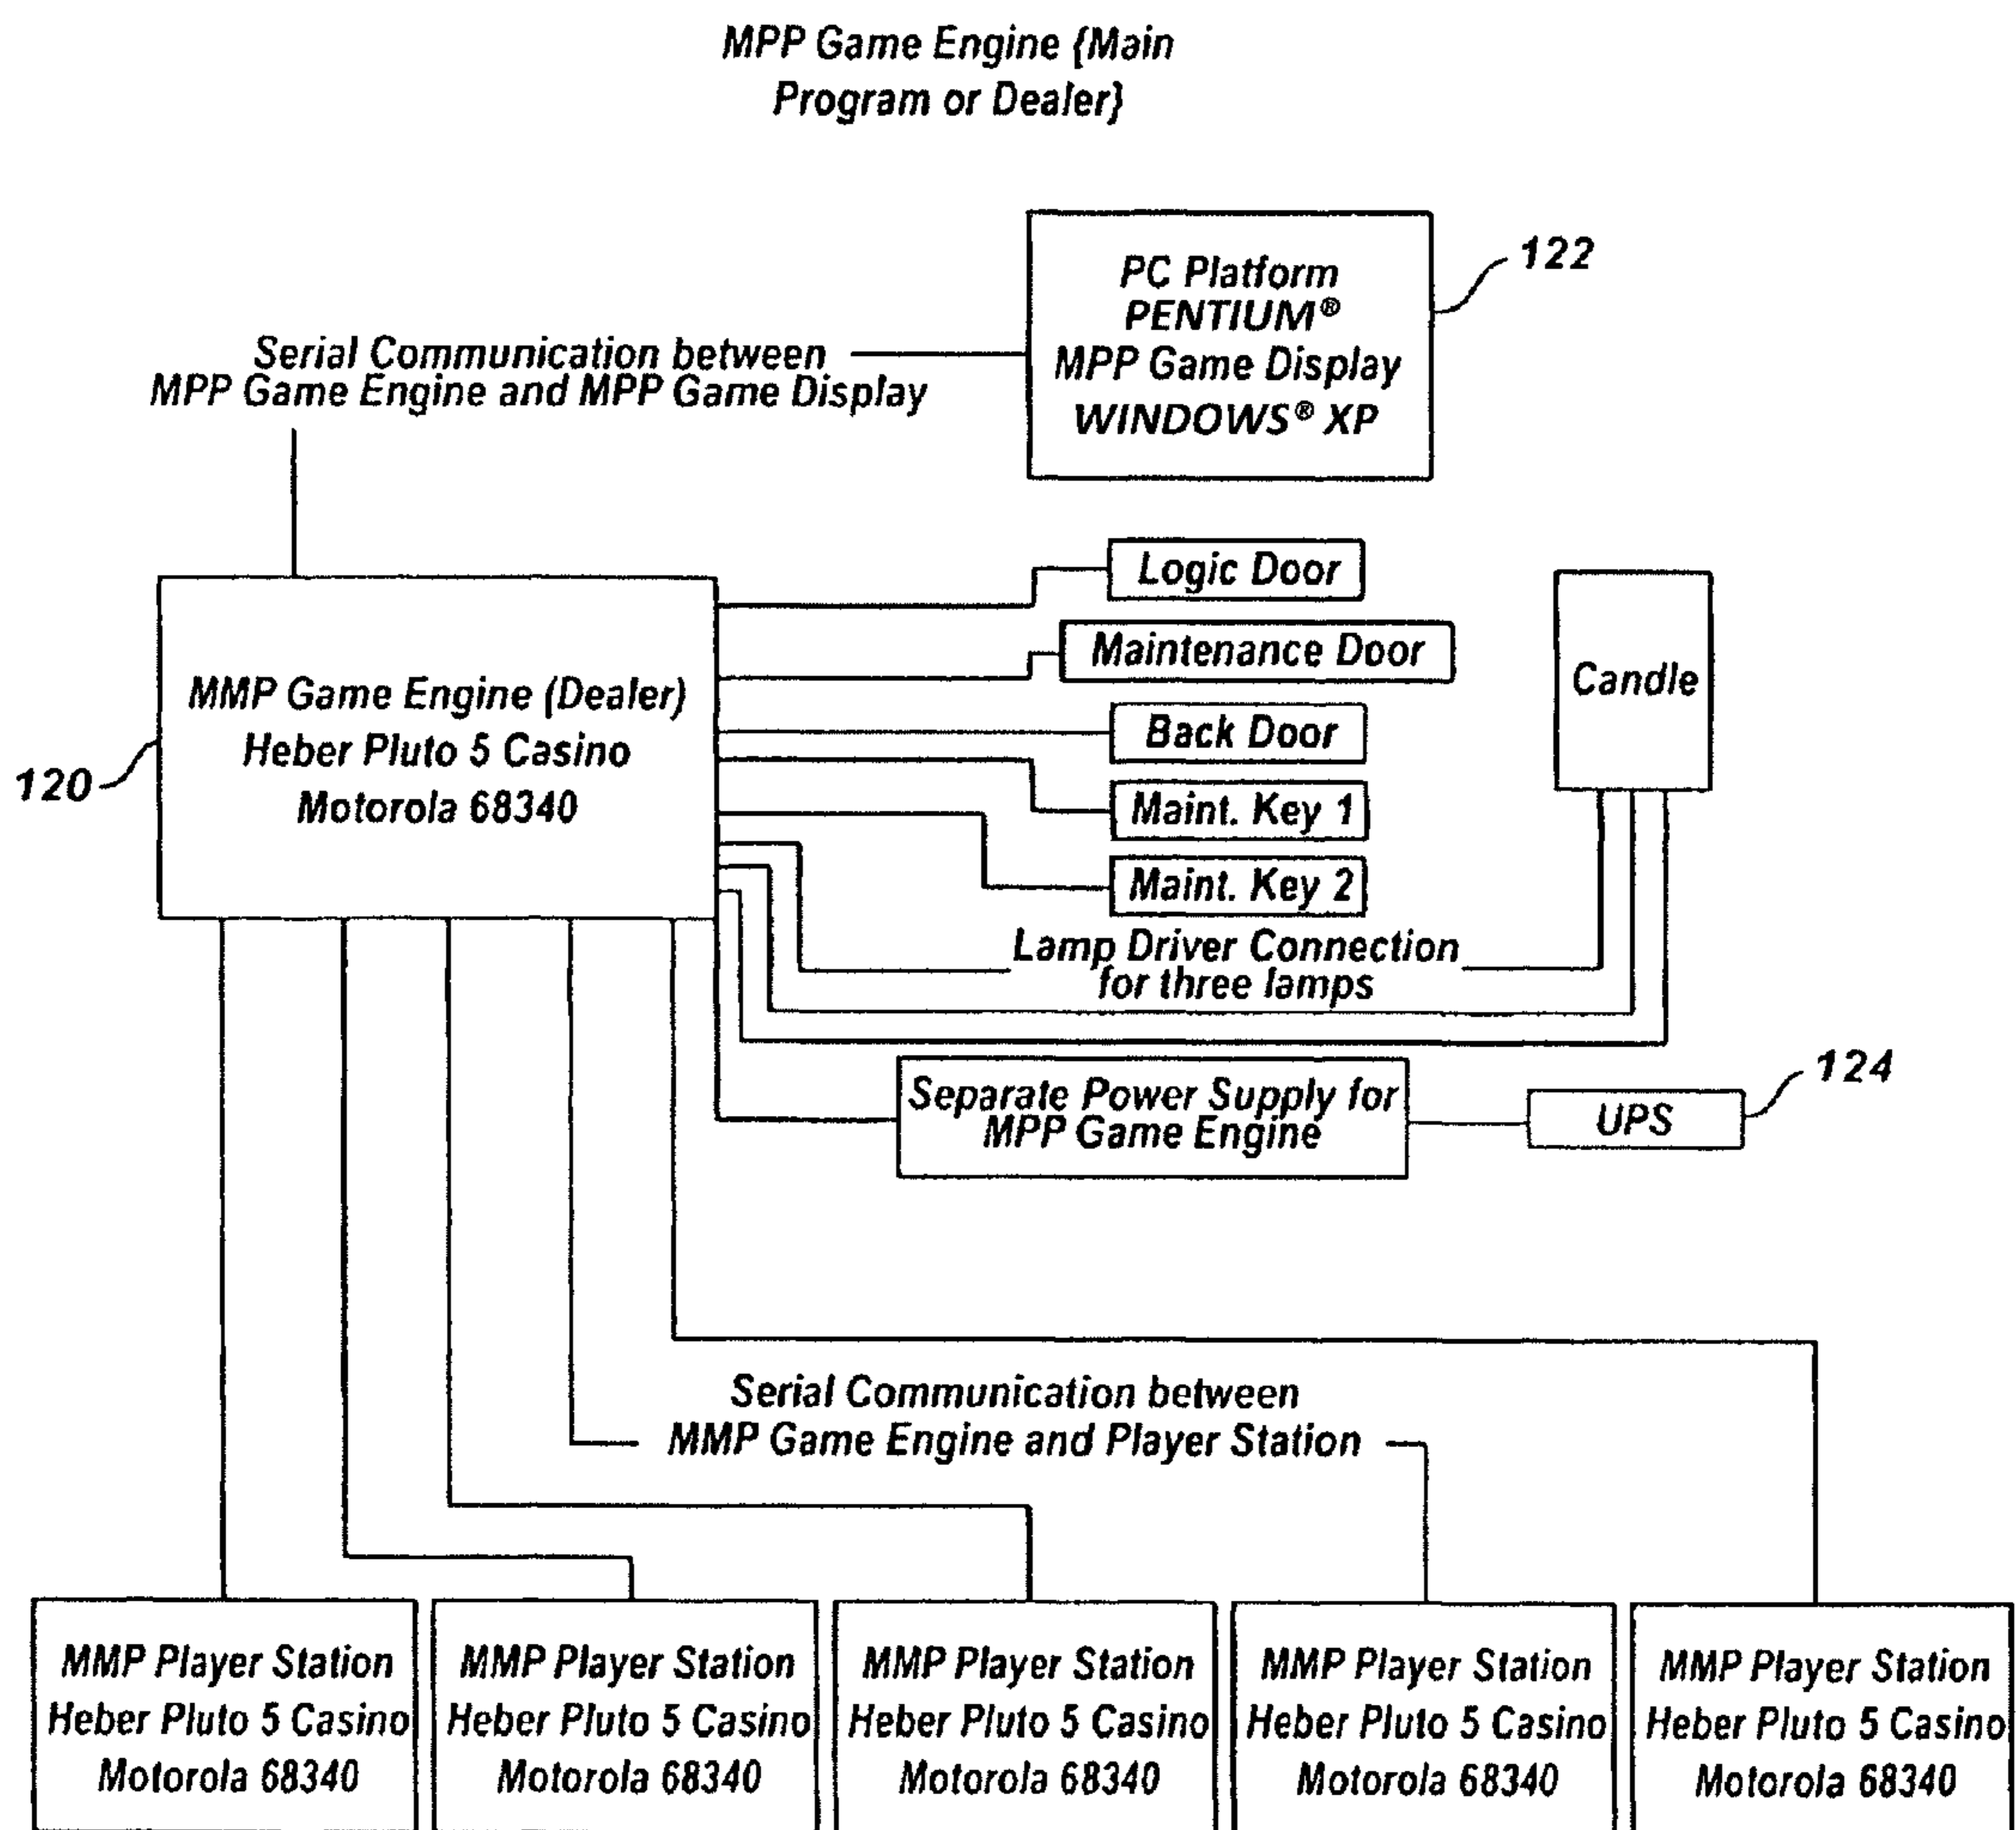 MPP Game Engine {Main
Program or Dealer}
PC Platform
PENTIUM®
MPP Game Display
WINDOWS® XP
122
Serial Communication between
MPP Game Engine and MPP Game Display
MMP Game Engine (Dealer)
Heber Pluto 5 Casino
Motorola 68340
120
Logic Door
Maintenance Door
Back Door
Maint. Key 1
Maint. Key 2
Candle
Lamp Driver Connection
for three lamps
Separate Power Supply for
MPP Game Engine
UPS
124
Serial Communication between
MMP Game Engine and Player Station
MMP Player Station
Heber Pluto 5 Casino
Motorola 68340
MMP Player Station
Heber Pluto 5 Casino
Motorola 68340
MMP Player Station
Heber Pluto 5 Casino
Motorola 68340
MMP Player Station
Heber Pluto 5 Casino
Motorola 68340
MMP Player Station
Heber Pluto 5 Casino
Motorola 68340